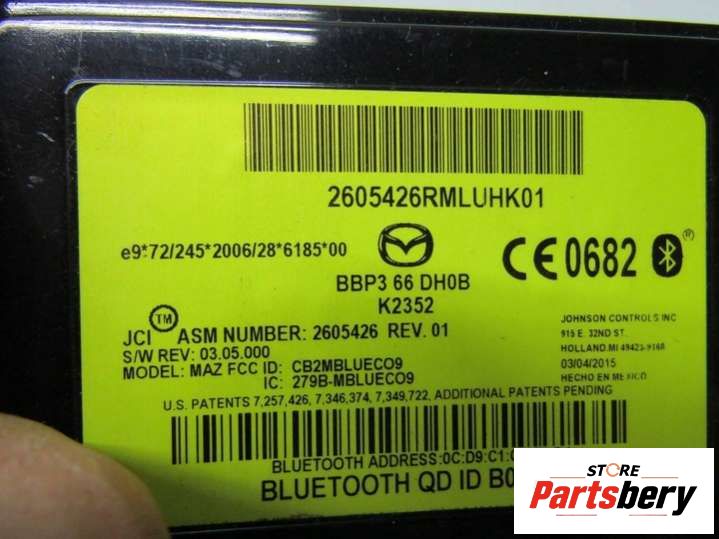 2605426RMLUHK01
e9*72/245*2006/28*6185*00
CE0682
(R)
BBP3 66 DH0B
K2352
JCI TM ASM NUMBER: 2605426 REV. 01
S/W REV: 03.05.000
MODEL: MAZ FCC ID: CB2MBLUEC09
IC: 279B-MBLUEC09
JOHNSON CONTROLS INC
915 E. 32ND ST.
HOLLAND.MI 49423-9168
03/04/2015
HECHO EN MEXICO
U.S. PATENTS 7,257,426, 7,346,374, 7,349,722, ADDITIONAL PATENTS PENDING
BLUETOOTH ADDRESS:0C:D9:C1:
BLUETOOTH QD ID
STORE
Partsbery